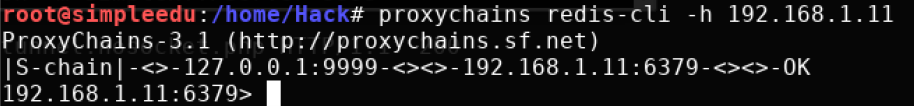 root@simpleedu:/home/Hack# proxychains redis-cli -h 192.168.1.11
ProxyChains-3.1 (http://proxychains.sf.net)
|S-chain|-<>-127.0.0.1:9999-<><>-192.168.1.11:6379-<><>-OK
192.168.1.11:6379>